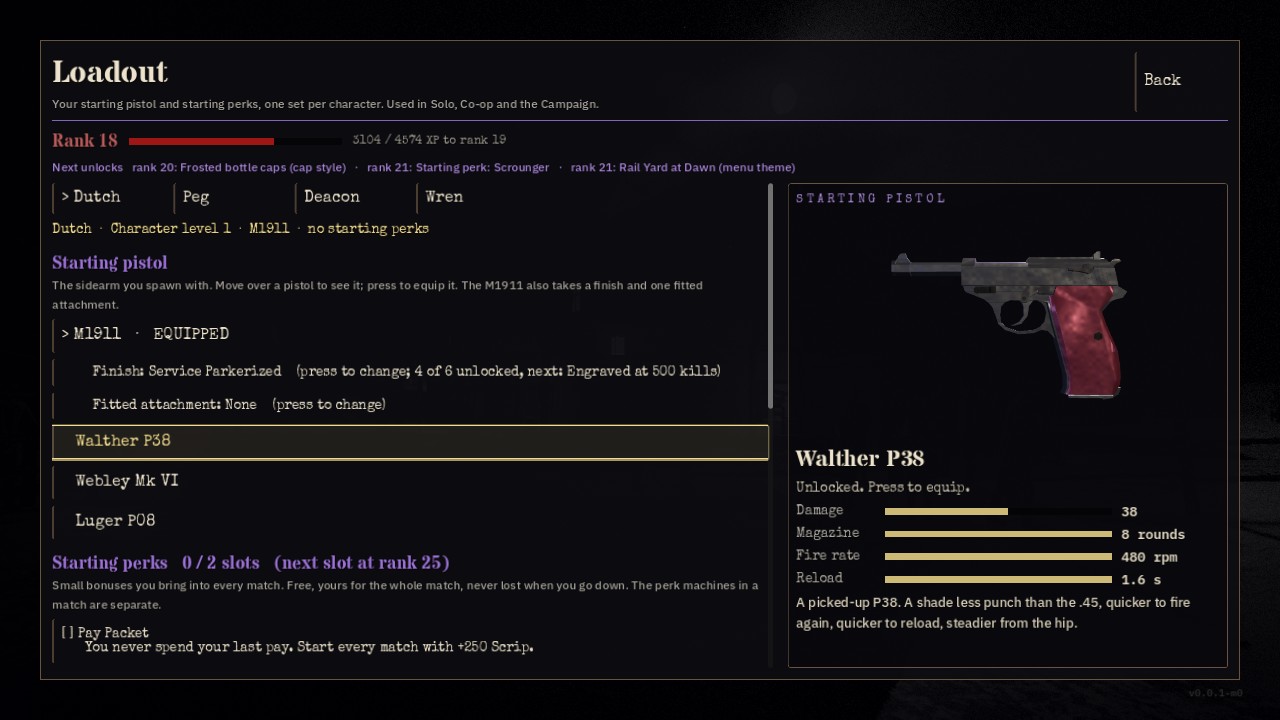 Loadout
Back
Your starting pistol and starting perks, one set per character. Used in Solo, Co-op and the Campaign.
Rank 18
3104 / 4574 XP to rank 19
Next unlocks rank 20: Frosted bottle caps (cap style) · rank 21: Starting perk: Scrounger · rank 21: Rail Yard at Dawn (menu theme)
> Dutch
Peg
Deacon
Wren
Dutch · Character level 1 · M1911 · no starting perks
Starting pistol
The sidearm you spawn with. Move over a pistol to see it; press to equip it. The M1911 also takes a finish and one fitted
attachment.
> M1911 · EQUIPPED
Finish: Service Parkerized (press to change; 4 of 6 unlocked, next: Engraved at 500 kills)
Fitted attachment: None (press to change)
Walther P38
Webley Mk VI
Luger P08
Starting perks 0 / 2 slots (next slot at rank 25)
Small bonuses you bring into every match. Free, yours for the whole match, never lost when you go down. The perk machines in a
match are separate.
[ ] Pay Packet
You never spend your last pay. Start every match with +250 Scrip.
STARTING PISTOL
Walther P38
Unlocked. Press to equip.
Damage 38
Magazine 8 rounds
Fire rate 480 rpm
Reload 1.6 s
A picked-up P38. A shade less punch than the .45, quicker to fire
again, quicker to reload, steadier from the hip.
v0.0.1-m0